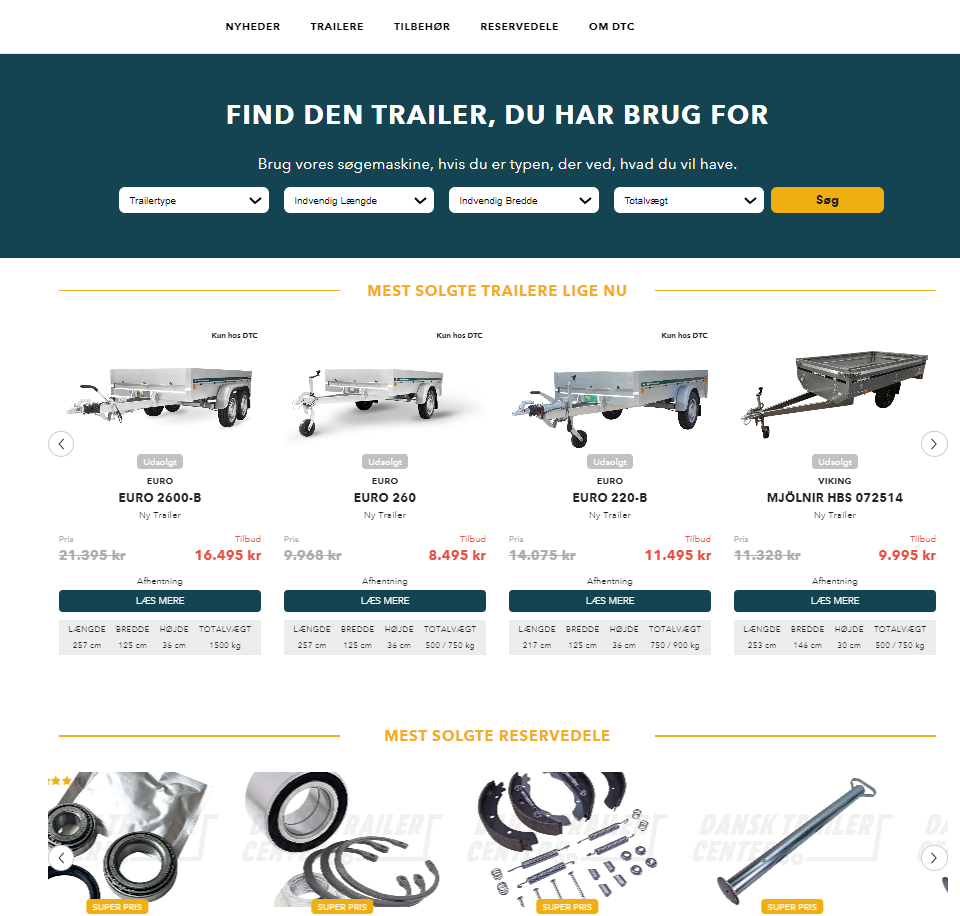 NYHEDER TRAILERE TILBEHØR RESERVEDELE OM DTC
FIND DEN TRAILER, DU HAR BRUG FOR
Brug vores søgemaskine, hvis du er typen, der ved, hvad du vil have.
Trailertype Indvendig Længde Indvendig Bredde Totalvægt Søg
MEST SOLGTE TRAILERE LIGE NU
Kun hos DTC Kun hos DTC Kun hos DTC
Udsolgt Udsolgt Udsolgt Udsolgt
EURO EURO EURO VIKING
EURO 2600-B EURO 260 EURO 220-B MJÖLNIR HBS 072514
Ny Trailer Ny Trailer Ny Trailer Ny Trailer
Pris Tilbud Pris Tilbud Pris Tilbud Pris Tilbud
21.395 kr 16.495 kr 9.968 kr 8.495 kr 14.075 kr 11.495 kr 11.328 kr 9.995 kr
Afhentning Afhentning Afhentning Afhentning
LÆS MERE LÆS MERE LÆS MERE LÆS MERE
LÆNGDE BREDDE HØJDE TOTALVÆGT LÆNGDE BREDDE HØJDE TOTALVÆGT LÆNGDE BREDDE HØJDE TOTALVÆGT LÆNGDE BREDDE HØJDE TOTALVÆGT
257 cm 125 cm 36 cm 1500 kg 257 cm 125 cm 36 cm 500 / 750 kg 217 cm 125 cm 36 cm 750 / 900 kg 253 cm 146 cm 30 cm 500 / 750 kg
MEST SOLGTE RESERVEDELE
DANSK TRAILER
CENTER
SUPER PRIS SUPER PRIS SUPER PRIS SUPER PRIS